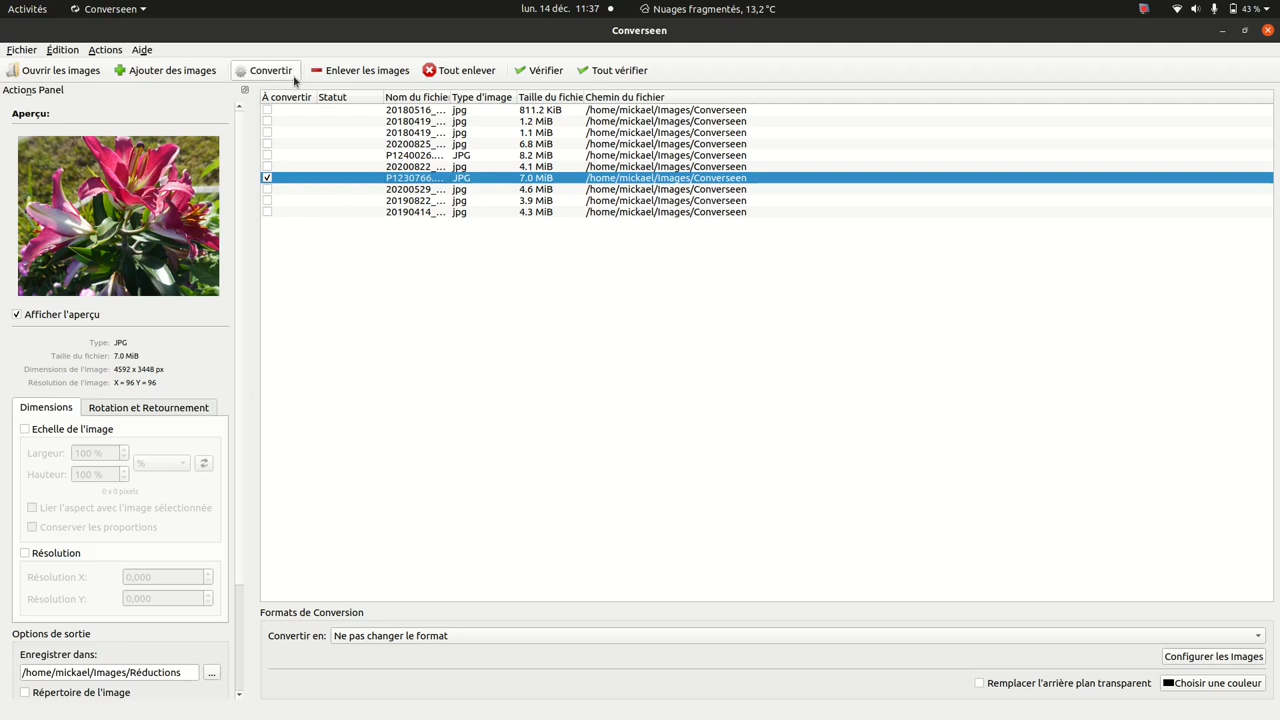 Activités
Converseen
lun. 14 déc. 11:37
Nuages fragmentés, 13,2 °C
43 %
Converseen
Fichier Édition Actions Aide
Ouvrir les images Ajouter des images Convertir Enlever les images Tout enlever Vérifier Tout vérifier
Actions Panel
Aperçu:
Afficher l'aperçu
Type: JPG
Taille du fichier: 7.0 MiB
Dimensions de l'Image: 4592 x 3448 px
Résolution de l'image: X = 96 Y = 96
Dimensions Rotation et Retournement
Echelle de l'image
Largeur: 100 %
%
Hauteur: 100 %
0 x 0 pixels
Lier l'aspect avec l'image sélectionnée
Conserver les proportions
Résolution
Résolution X: 0,000
Résolution Y: 0,000
Options de sortie
Enregistrer dans:
/home/mickael/Images/Réductions ...
Répertoire de l'image
À convertir Statut Nom du fichie Type d'image Taille du fichie Chemin du fichier
20180516_... jpg 811.2 KiB /home/mickael/Images/Converseen
20180419_... jpg 1.2 MiB /home/mickael/Images/Converseen
20180419_... jpg 1.1 MiB /home/mickael/Images/Converseen
20200825_... jpg 6.8 MiB /home/mickael/Images/Converseen
P1240026.... JPG 8.2 MiB /home/mickael/Images/Converseen
20200822_... jpg 4.1 MiB /home/mickael/Images/Converseen
P1230766.... JPG 7.0 MiB /home/mickael/Images/Converseen
20200529_... jpg 4.6 MiB /home/mickael/Images/Converseen
20190822_... jpg 3.9 MiB /home/mickael/Images/Converseen
20190414_... jpg 4.3 MiB /home/mickael/Images/Converseen
Formats de Conversion
Convertir en: Ne pas changer le format
Configurer les Images
Remplacer l'arrière plan transparent Choisir une couleur